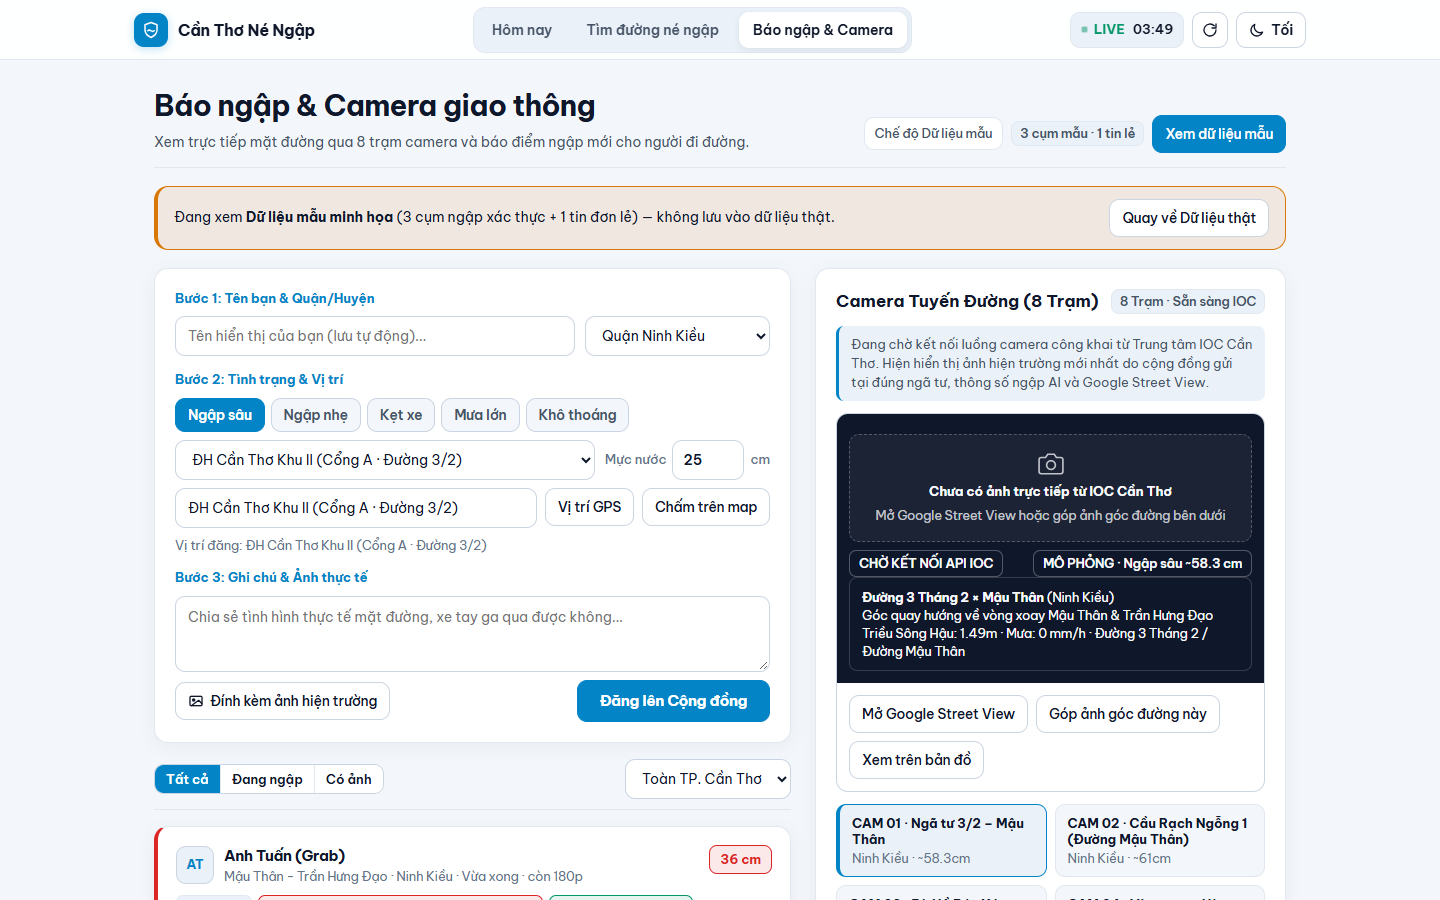 Cần Thơ Né Ngập
Hôm nay
Tìm đường né ngập
Báo ngập & Camera
LIVE 03:49
Tối
Báo ngập & Camera giao thông
Xem trực tiếp mặt đường qua 8 trạm camera và báo điểm ngập mới cho người đi đường.
Chế độ Dữ liệu mẫu
3 cụm mẫu · 1 tin lẻ
Xem dữ liệu mẫu
Đang xem Dữ liệu mẫu minh họa (3 cụm ngập xác thực + 1 tin đơn lẻ) — không lưu vào dữ liệu thật.
Quay về Dữ liệu thật
Bước 1: Tên bạn & Quận/Huyện
Tên hiển thị của bạn (lưu tự động)...
Quận Ninh Kiều
Bước 2: Tình trạng & Vị trí
Ngập sâu
Ngập nhẹ
Kẹt xe
Mưa lớn
Khô thoáng
ĐH Cần Thơ Khu II (Cổng A · Đường 3/2)
Mực nước
25
cm
ĐH Cần Thơ Khu II (Cổng A · Đường 3/2)
Vị trí GPS
Chấm trên map
Vị trí đăng: ĐH Cần Thơ Khu II (Cổng A · Đường 3/2)
Bước 3: Ghi chú & Ảnh thực tế
Chia sẻ tình hình thực tế mặt đường, xe tay ga qua được không...
Đính kèm ảnh hiện trường
Đăng lên Cộng đồng
Tất cả
Đang ngập
Có ảnh
Toàn TP. Cần Thơ
AT
Anh Tuấn (Grab)
Mậu Thân - Trần Hưng Đạo · Ninh Kiều · Vừa xong · còn 180p
36 cm
Camera Tuyến Đường (8 Trạm)
8 Trạm · Sẵn sàng IOC
Đang chờ kết nối luồng camera công khai từ Trung tâm IOC Cần
Thơ. Hiện hiển thị ảnh hiện trường mới nhất do cộng đồng gửi
tại đúng ngã tư, thông số ngập AI và Google Street View.
Chưa có ảnh trực tiếp từ IOC Cần Thơ
Mở Google Street View hoặc góp ảnh góc đường bên dưới
CHỜ KẾT NỐI API IOC
MÔ PHỎNG · Ngập sâu ~58.3 cm
Đường 3 Tháng 2 × Mậu Thân (Ninh Kiều)
Góc quay hướng về vòng xoay Mậu Thân & Trần Hưng Đạo
Triều Sông Hậu: 1.49m · Mưa: 0 mm/h · Đường 3 Tháng 2 /
Đường Mậu Thân
Mở Google Street View
Góp ảnh góc đường này
Xem trên bản đồ
CAM 01 · Ngã tư 3/2 – Mậu
Thân
Ninh Kiều · ~58.3cm
CAM 02 · Cầu Rạch Ngỗng 1
(Đường Mậu Thân)
Ninh Kiều · ~61cm